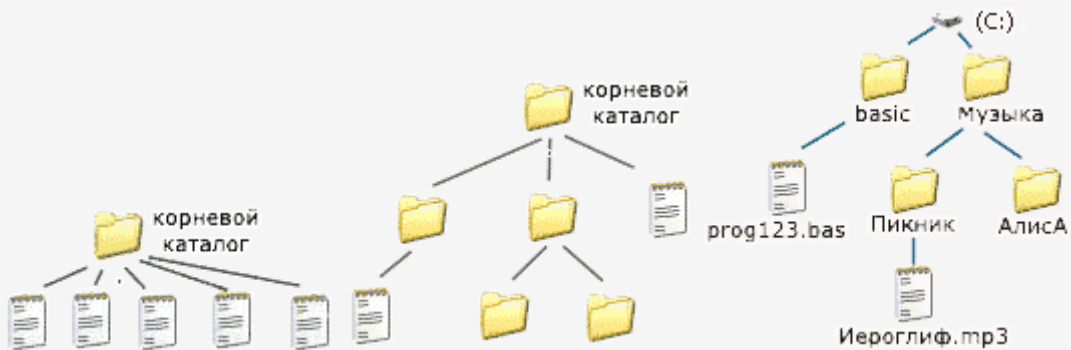 корневой
каталог
корневой
каталог
(C:)
basic
Музыка
prog123.bas
Пикник
АлисА
Иероглиф.mp3